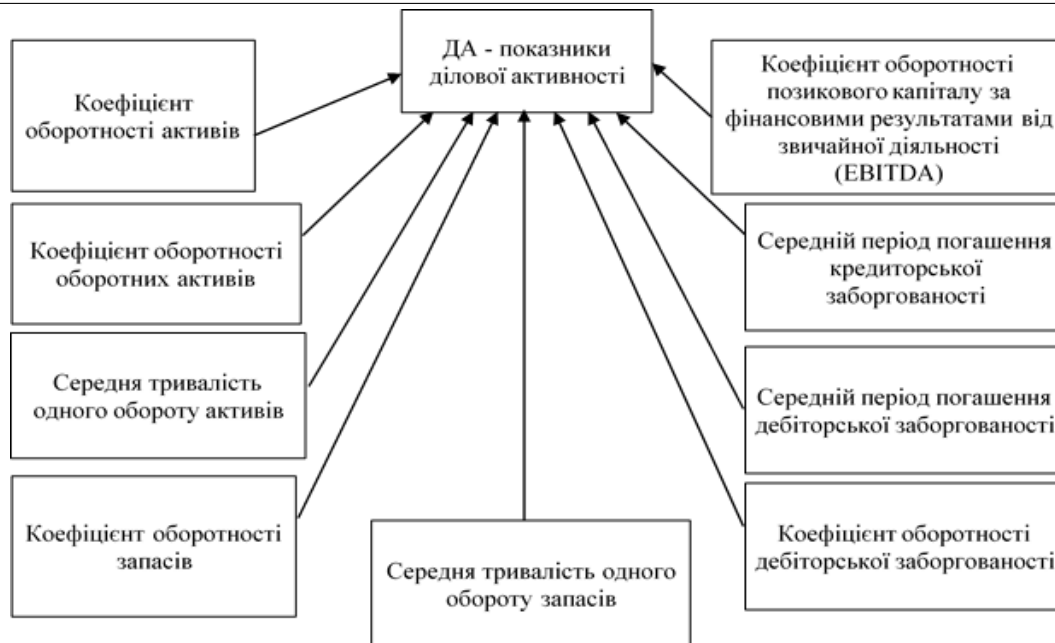 ДА - показники
ділової активності
Коефіцієнт
оборотності активів
Коефіцієнт оборотності
позикового капіталу за
фінансовими результатами від
звичайної діяльності
(EBITDA)
Коефіцієнт оборотності
оборотних активів
Середній період погашення
кредиторської
заборгованості
Середня тривалість
одного обороту активів
Середній період погашення
дебіторської заборгованості
Коефіцієнт оборотності
запасів
Середня тривалість одного
обороту запасів
Коефіцієнт оборотності
дебіторської заборгованості